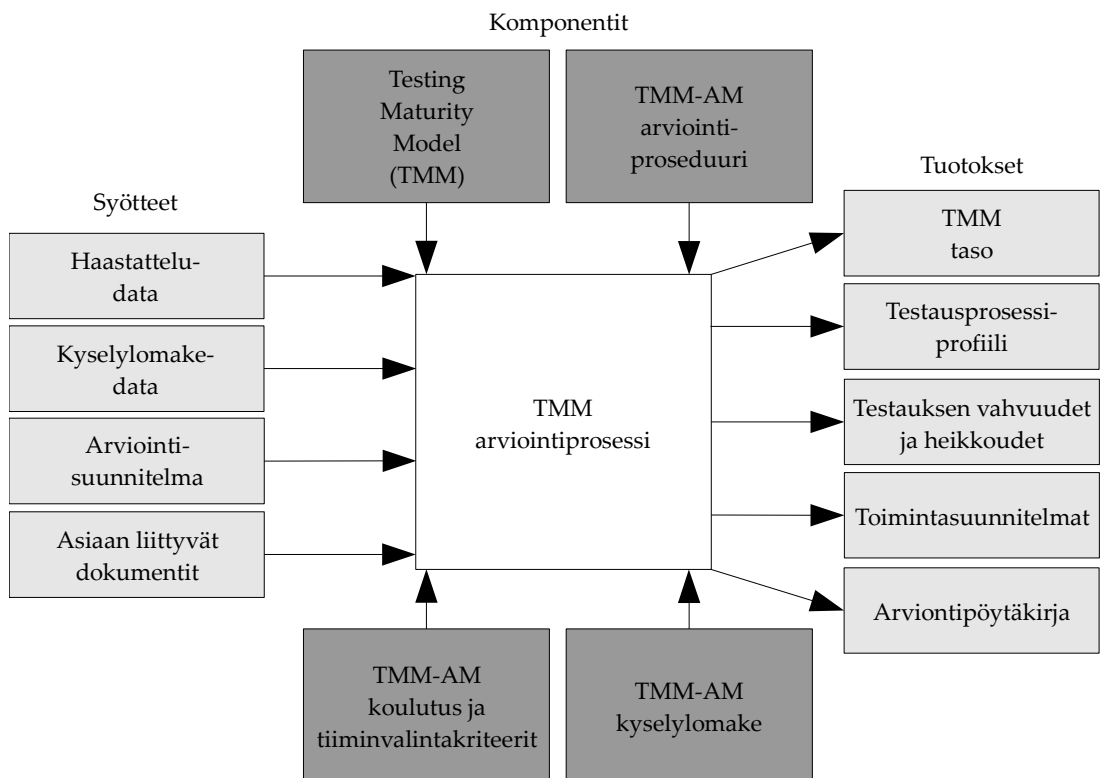 Komponentit
Testing
Maturity
Model
(TMM)
TMM-AM
arviointi-
proseduuri
Syötteet
Haastattelu-
data
Kyselylomake-
data
Arviointi-
suunnitelma
Asiaan liittyvät
dokumentit
TMM
arviointiprosessi
Tuotokset
TMM
taso
Testausprosessi-
profiili
Testauksen vahvuudet
ja heikkoudet
Toimintasuunnitelmat
Arviontipöytäkirja
TMM-AM
koulutus ja
tiiminvalintakriteerit
TMM-AM
kyselylomake